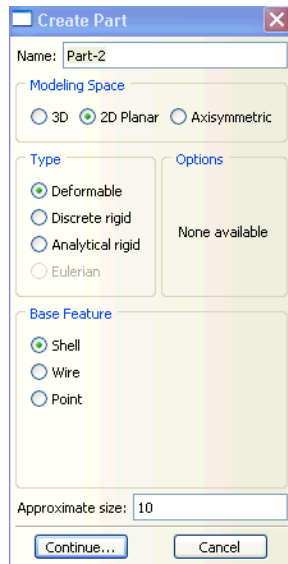 Create Part
Name: Part-2
Modeling Space
3D 2D Planar Axisymmetric
Type
Deformable
Discrete rigid
Analytical rigid
Eulerian
Options
None available
Base Feature
Shell
Wire
Point
Approximate size: 10
Continue... Cancel